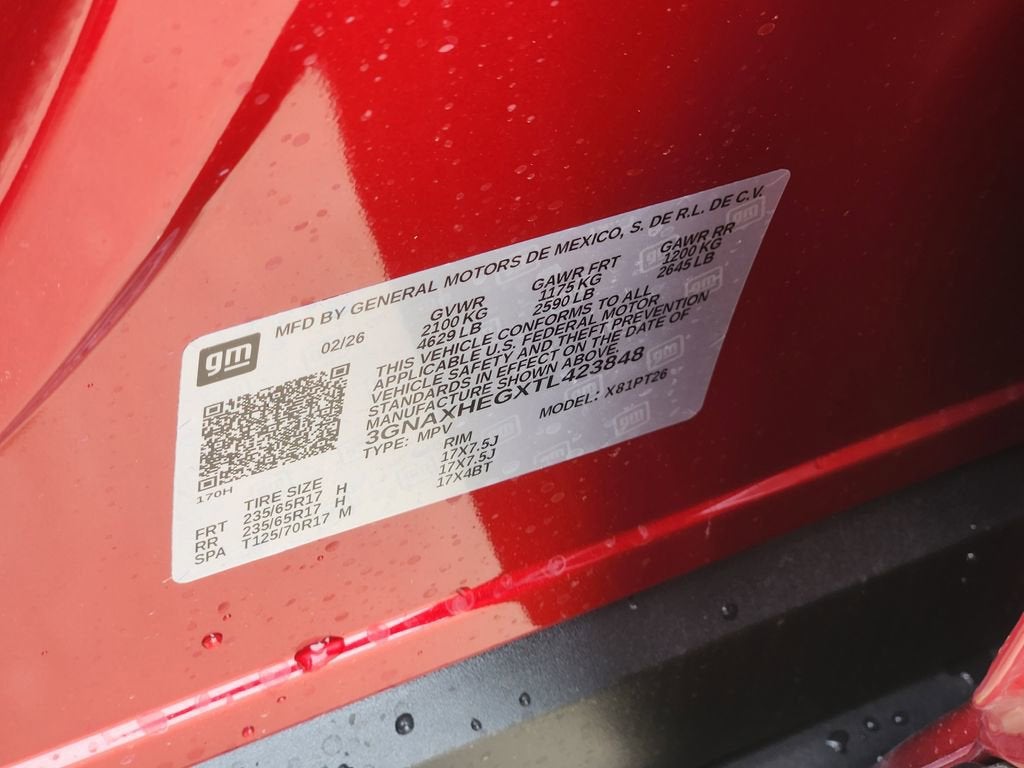 gm
MFD BY GENERAL MOTORS DE MEXICO, S. DE R.L. DE C.V.
02/26
GVWR GAWR FRT GAWR RR
2100 KG 1175 KG 1200 KG
4629 LB 2590 LB 2645 LB
THIS VEHICLE CONFORMS TO ALL
APPLICABLE U.S. FEDERAL MOTOR
VEHICLE SAFETY AND THEFT PREVENTION
STANDARDS IN EFFECT ON THE DATE OF
MANUFACTURE SHOWN ABOVE.
3GNAXHEGXTL423848
TYPE: MPV MODEL: X81PT26
170H
TIRE SIZE RIM
FRT 235/65R17 H 17X7.5J
RR 235/65R17 H 17X7.5J
SPA T125/70R17 M 17X4BT